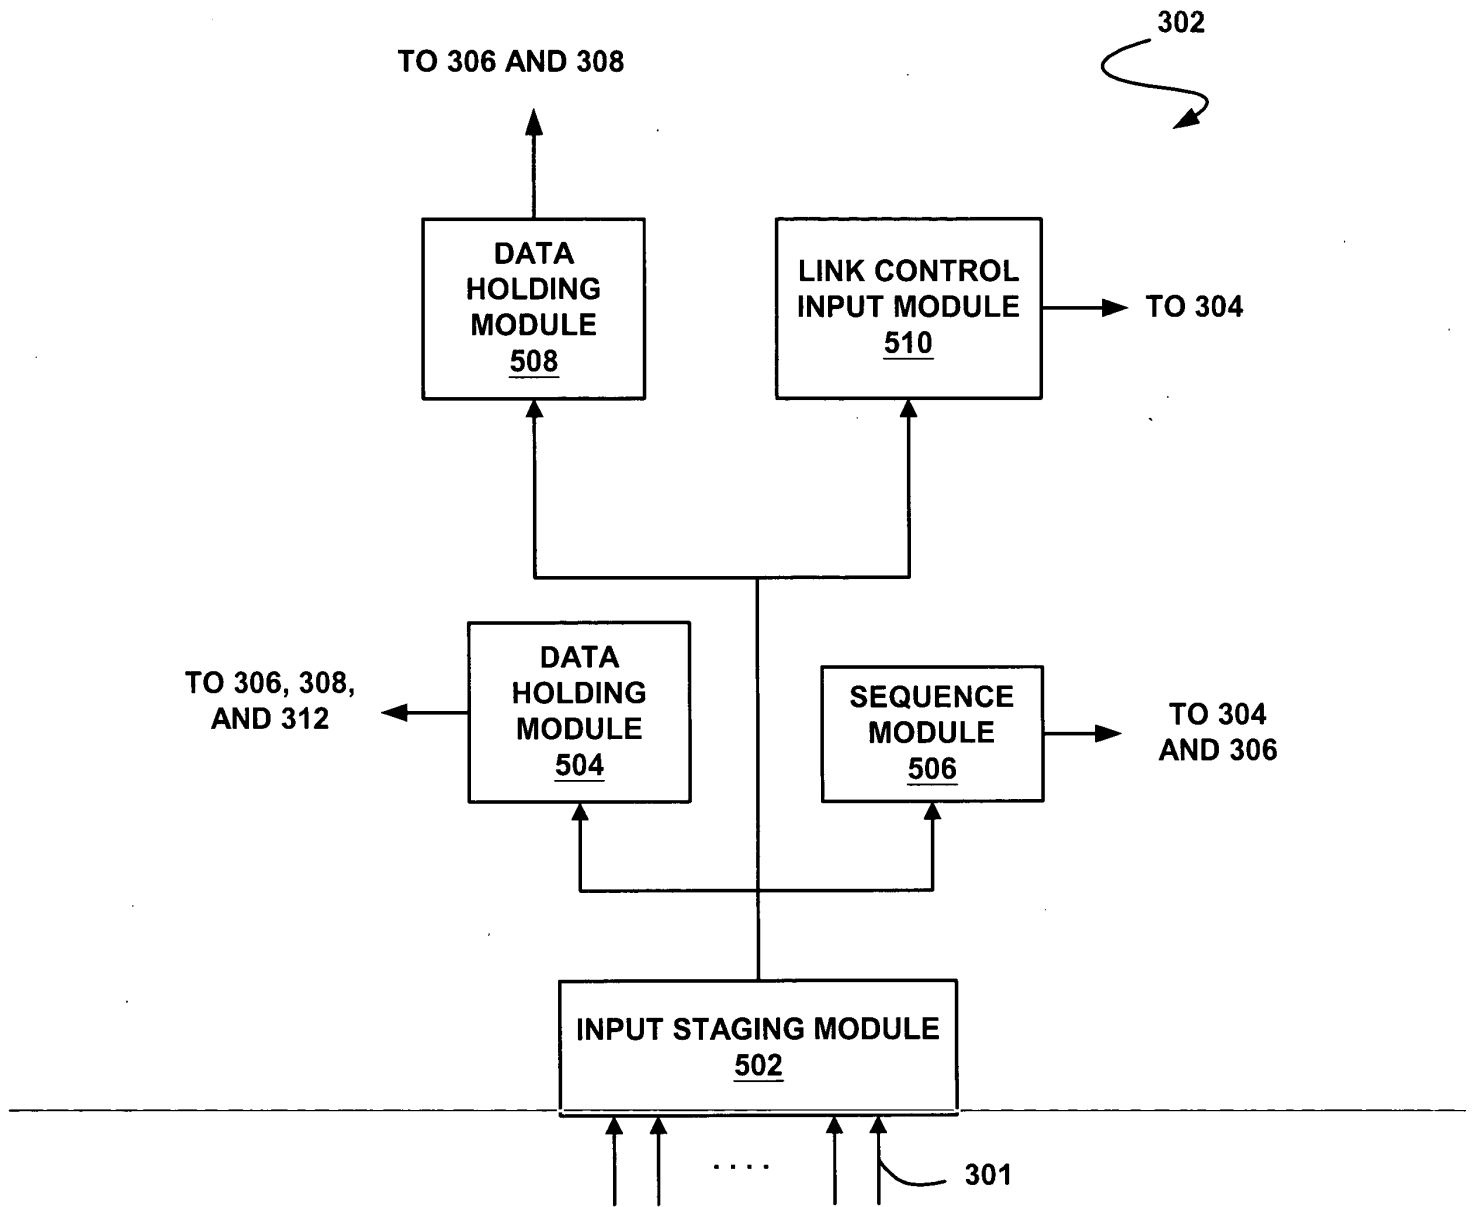 302
TO 306 AND 308
DATA
HOLDING
MODULE
508
LINK CONTROL
INPUT MODULE
510
TO 304
TO 306, 308,
AND 312
DATA
HOLDING
MODULE
504
SEQUENCE
MODULE
506
TO 304
AND 306
INPUT STAGING MODULE
502
....
301